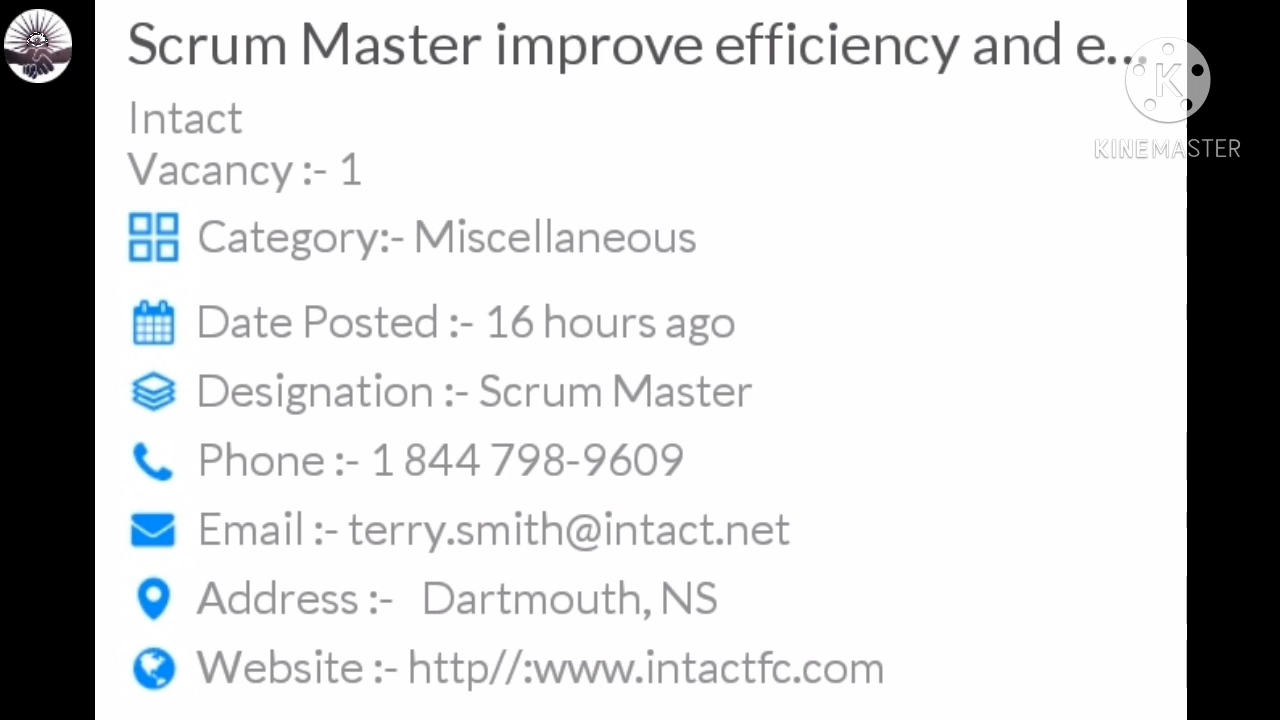 Scrum Master improve efficiency and e...
K
KINEMASTER
Intact
Vacancy :- 1
Category:- Miscellaneous
Date Posted :- 16 hours ago
Designation :- Scrum Master
Phone :- 1 844 798-9609
Email :- terry.smith@intact.net
Address :- Dartmouth, NS
Website :- http//:www.intactfc.com